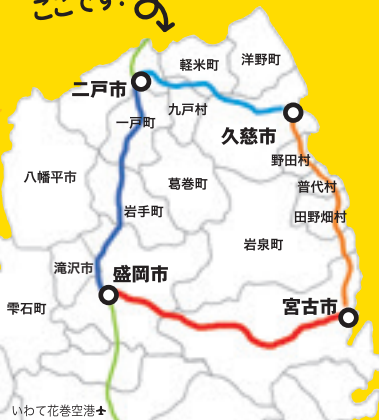 ここです!
軽米町
洋野町
二戸市
九戸村
一戸町
久慈市
野田村
八幡平市
葛巻町
普代村
岩手町
田野畑村
岩泉町
滝沢市
盛岡市
雫石町
宮古市
いわて花巻空港